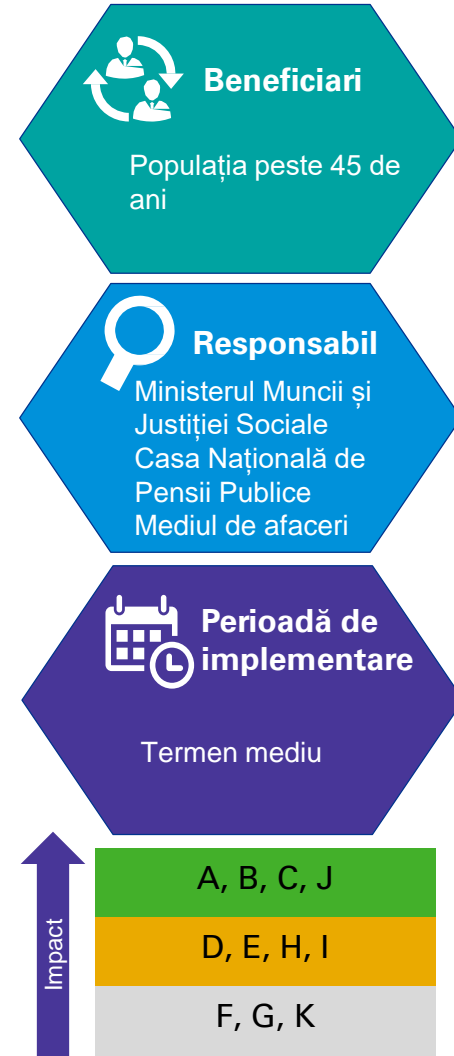 Beneficiari
Populația peste 45 de
ani
Responsabil
Ministerul Muncii și
Justiției Sociale
Casa Națională de
Pensii Publice
Mediul de afaceri
Perioadă de
implementare
Termen mediu
Impact
A, B, C, J
D, E, H, I
F, G, K